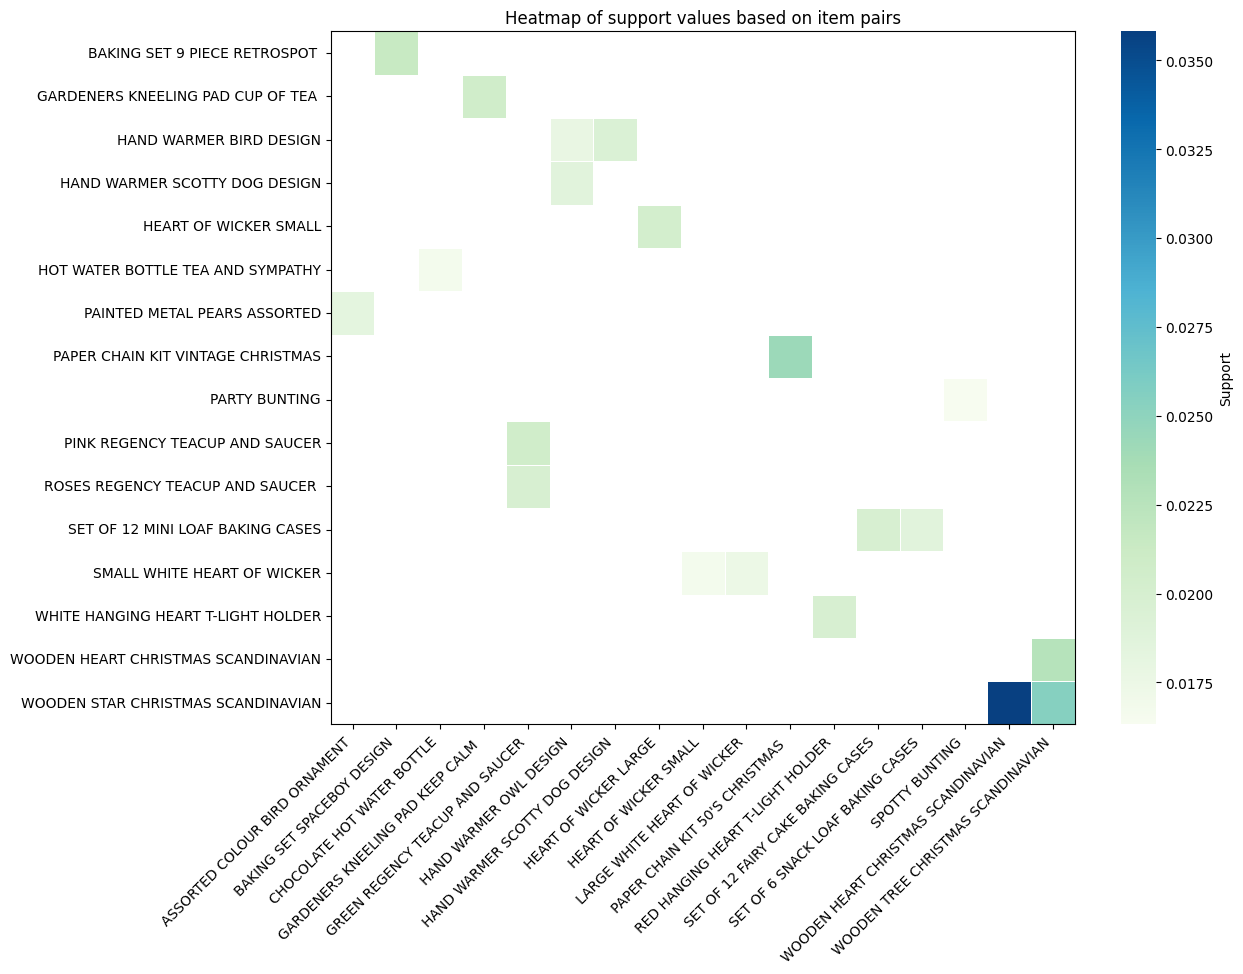 Heatmap of support values based on item pairs
BAKING SET 9 PIECE RETROSPOT
GARDENERS KNEELING PAD CUP OF TEA
HAND WARMER BIRD DESIGN
HAND WARMER SCOTTY DOG DESIGN
HEART OF WICKER SMALL
HOT WATER BOTTLE TEA AND SYMPATHY
PAINTED METAL PEARS ASSORTED
PAPER CHAIN KIT VINTAGE CHRISTMAS
PARTY BUNTING
PINK REGENCY TEACUP AND SAUCER
ROSES REGENCY TEACUP AND SAUCER
SET OF 12 MINI LOAF BAKING CASES
SMALL WHITE HEART OF WICKER
WHITE HANGING HEART T-LIGHT HOLDER
WOODEN HEART CHRISTMAS SCANDINAVIAN
WOODEN STAR CHRISTMAS SCANDINAVIAN
ASSORTED COLOUR BIRD ORNAMENT
BAKING SET SPACEBOY DESIGN
CHOCOLATE HOT WATER BOTTLE
GARDENERS KNEELING PAD KEEP CALM
GREEN REGENCY TEACUP AND SAUCER
HAND WARMER OWL DESIGN
HAND WARMER SCOTTY DOG DESIGN
HEART OF WICKER LARGE
HEART OF WICKER SMALL
LARGE WHITE HEART OF WICKER
PAPER CHAIN KIT 50'S CHRISTMAS
RED HANGING HEART T-LIGHT HOLDER
SET OF 12 FAIRY CAKE BAKING CASES
SET OF 6 SNACK LOAF BAKING CASES
SPOTTY BUNTING
WOODEN HEART CHRISTMAS SCANDINAVIAN
WOODEN TREE CHRISTMAS SCANDINAVIAN
0.0350
0.0325
0.0300
0.0275
0.0250
0.0225
0.0200
0.0175
Support